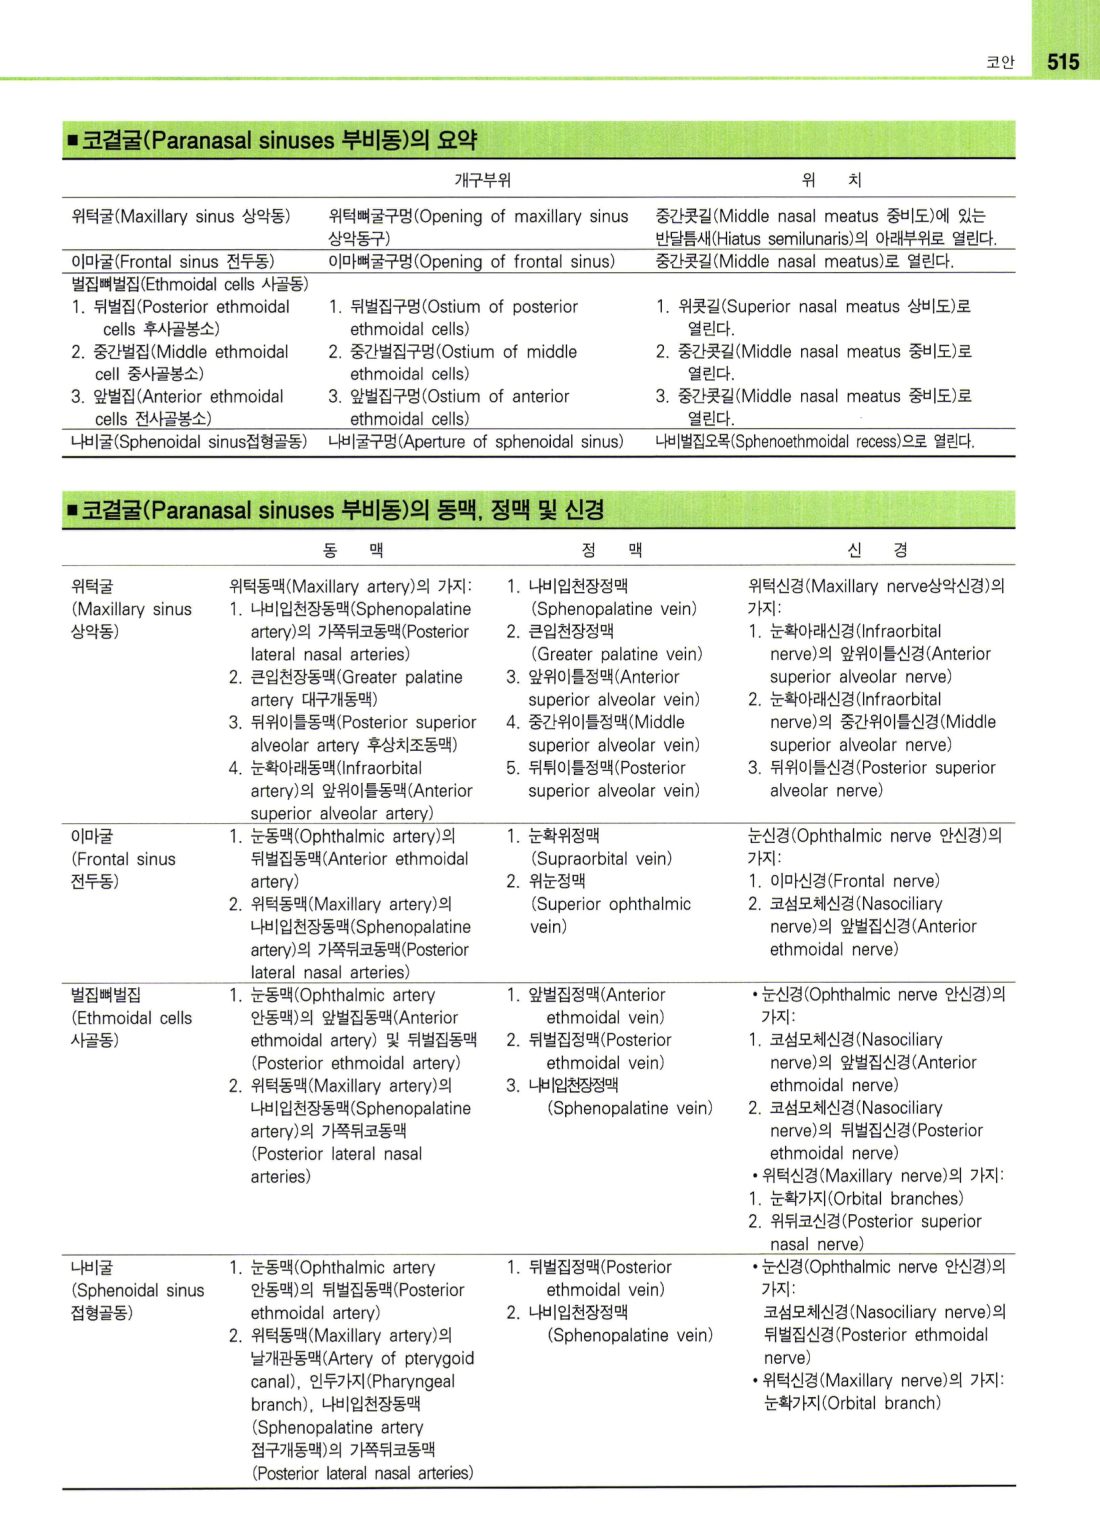 코안 515
■ 코곁굴(Paranasal sinuses 부비동)의 요약
개구부위 위 치
위턱굴(Maxillary sinus 상악동) 위턱뼈굴구멍(Opening of maxillary sinus 중간콧길(Middle nasal meatus 중비도)에 있는
상악동구) 반달틈새(Hiatus semilunaris)의 아래부위로 열린다.
이마굴(Frontal sinus 전두동) 이마뼈굴구멍(Opening of frontal sinus) 중간콧길(Middle nasal meatus)로 열린다.
벌집뼈벌집(Ethmoidal cells 사골동)
1. 뒤벌집(Posterior ethmoidal 1. 뒤벌집구멍(Ostium of posterior 1. 위콧길(Superior nasal meatus 상비도)로
cells 후사골봉소) ethmoidal cells) 열린다.
2. 중간벌집(Middle ethmoidal 2. 중간벌집구멍(Ostium of middle 2. 중간콧길(Middle nasal meatus 중비도)로
cell 중사골봉소) ethmoidal cells) 열린다.
3. 앞벌집(Anterior ethmoidal 3. 앞벌집구멍(Ostium of anterior 3. 중간콧길(Middle nasal meatus 중비도)로
cells 전사골봉소) ethmoidal cells) 열린다.
나비굴(Sphenoidal sinus접형골동) 나비굴구멍(Aperture of sphenoidal sinus) 나비벌집오목(Sphenoethmoidal recess)으로 열린다.
■ 코곁굴(Paranasal sinuses 부비동)의 동맥, 정맥 및 신경
동 맥 정 맥 신 경
위턱굴 위턱동맥(Maxillary artery)의 가지: 1. 나비입천장정맥 위턱신경(Maxillary nerve상악신경)의
(Maxillary sinus 1. 나비입천장동맥(Sphenopalatine (Sphenopalatine vein) 가지:
상악동) artery)의 가쪽뒤코동맥(Posterior 2. 큰입천장정맥 1. 눈확아래신경(Infraorbital
lateral nasal arteries) (Greater palatine vein) nerve)의 앞위이틀신경(Anterior
2. 큰입천장동맥(Greater palatine 3. 앞위이틀정맥(Anterior superior alveolar nerve)
artery 대구개동맥) superior alveolar vein) 2. 눈확아래신경(Infraorbital
3. 뒤위이틀동맥(Posterior superior 4. 중간위이틀정맥(Middle nerve)의 중간위이틀신경(Middle
alveolar artery 후상치조동맥) superior alveolar vein) superior alveolar nerve)
4. 눈확아래동맥(Infraorbital 5. 뒤튀이틀정맥(Posterior 3. 뒤위이틀신경(Posterior superior
artery)의 앞위이틀동맥(Anterior superior alveolar vein) alveolar nerve)
superior alveolar artery)
이마굴 1. 눈동맥(Ophthalmic artery)의 1. 눈확위정맥 눈신경(Ophthalmic nerve 안신경)의
(Frontal sinus 뒤벌집동맥(Anterior ethmoidal (Supraorbital vein) 가지:
전두동) artery) 2. 위눈정맥 1. 이마신경(Frontal nerve)
2. 위턱동맥(Maxillary artery)의 (Superior ophthalmic 2. 코섬모체신경(Nasociliary
나비입천장동맥(Sphenopalatine vein) nerve)의 앞벌집신경(Anterior
artery)의 가쪽뒤코동맥(Posterior ethmoidal nerve)
lateral nasal arteries)
벌집뼈벌집 1. 눈동맥(Ophthalmic artery 1. 앞벌집정맥(Anterior •눈신경(Ophthalmic nerve 안신경)의
(Ethmoidal cells 안동맥)의 앞벌집동맥(Anterior ethmoidal vein) 가지:
사골동) ethmoidal artery) 및 뒤벌집동맥 2. 뒤벌집정맥(Posterior 1. 코섬모체신경(Nasociliary
(Posterior ethmoidal artery) ethmoidal vein) nerve)의 앞벌집신경(Anterior
2. 위턱동맥(Maxillary artery)의 3. 나비입천장정맥 ethmoidal nerve)
나비입천장동맥(Sphenopalatine (Sphenopalatine vein) 2. 코섬모체신경(Nasociliary
artery)의 가쪽뒤코동맥 nerve)의 뒤벌집신경(Posterior
(Posterior lateral nasal ethmoidal nerve)
arteries) •위턱신경(Maxillary nerve)의 가지:
1. 눈확가지(Orbital branches)
2. 위뒤코신경(Posterior superior
nasal nerve)
나비굴 1. 눈동맥(Ophthalmic artery 1. 뒤벌집정맥(Posterior •눈신경(Ophthalmic nerve 안신경)의
(Sphenoidal sinus 안동맥)의 뒤벌집동맥(Posterior ethmoidal vein) 가지:
접형골동) ethmoidal artery) 2. 나비입천장정맥 코섬모체신경(Nasociliary nerve)의
2. 위턱동맥(Maxillary artery)의 (Sphenopalatine vein) 뒤벌집신경(Posterior ethmoidal
날개관동맥(Artery of pterygoid nerve)
canal), 인두가지(Pharyngeal •위턱신경(Maxillary nerve)의 가지:
branch), 나비입천장동맥 눈확가지(Orbital branch)
(Sphenopalatine artery
접구개동맥)의 가쪽뒤코동맥
(Posterior lateral nasal arteries)